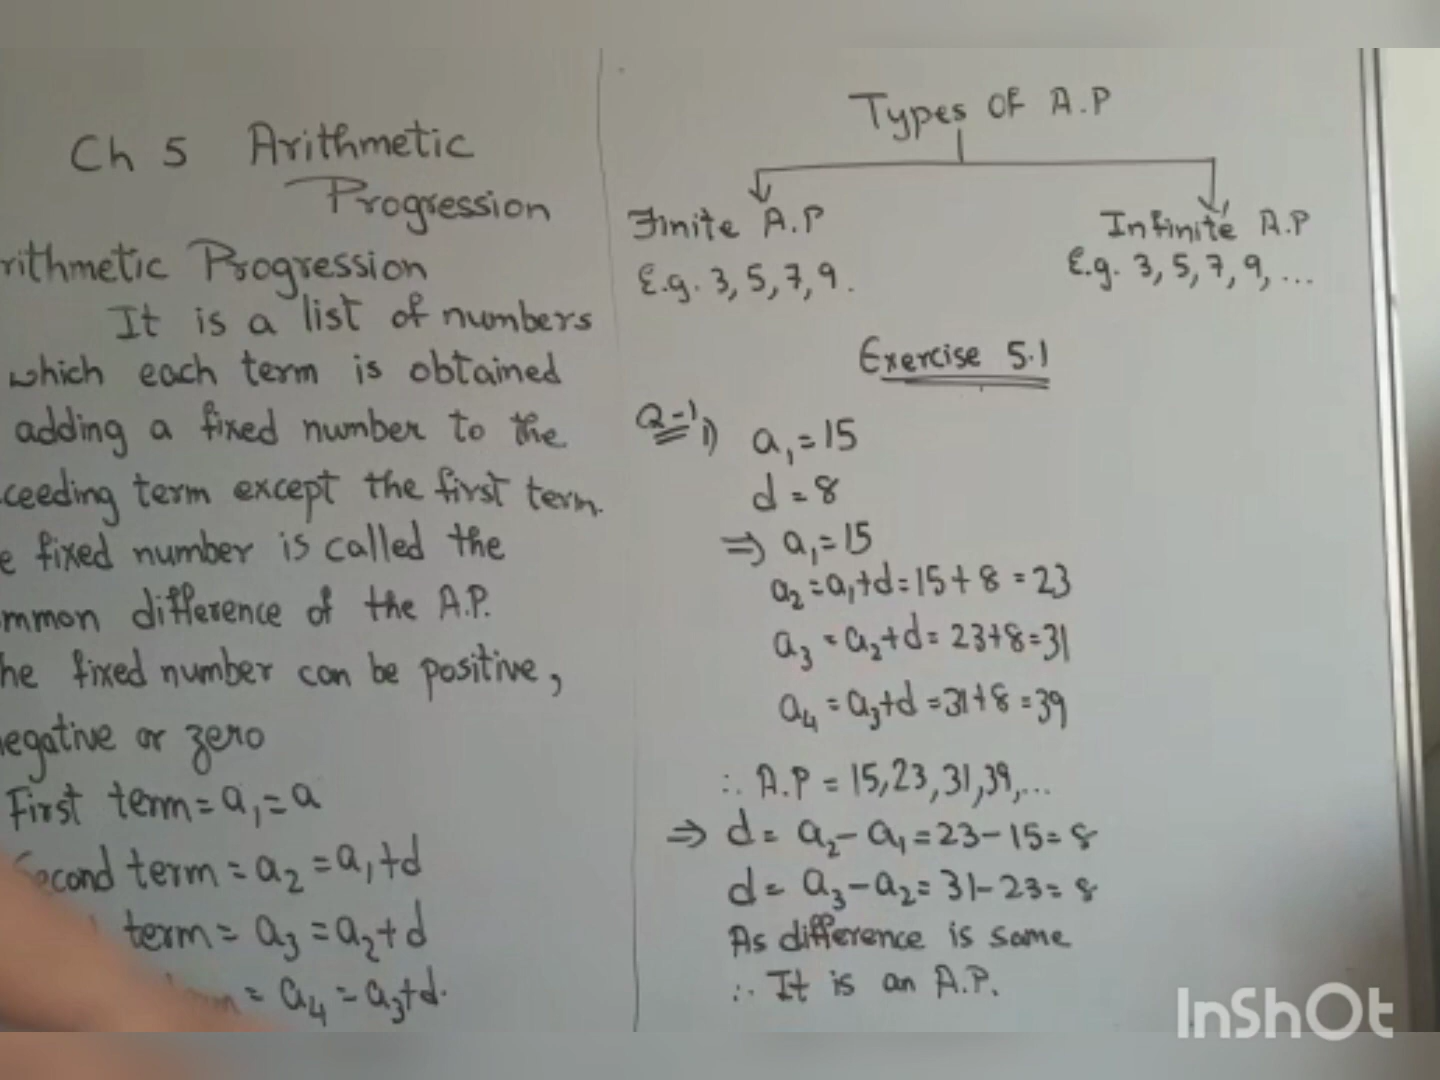 Ch 5 Arithmetic
Progression
rithmetic Progression
It is a list of numbers
which each term is obtained
adding a fixed number to the
ceeding term except the first term.
e fixed number is called the
mmon difference of the A.P.
he fixed number can be positive,
negative or zero
First term = a₁ = a
Second term = a₂ = a₁+d
term = a₃ = a₂+d
= a₄ = a₃+d.
Types OF A.P
Finite A.P
E.g. 3, 5, 7, 9.
Infinite A.P
E.g. 3, 5, 7, 9, ...
Exercise 5.1
Q-1 i) a₁ = 15
d = 8
⇒ a₁ = 15
a₂ = a₁+d = 15+8 = 23
a₃ = a₂+d = 23+8 = 31
a₄ = a₃+d = 31+8 = 39
∴ A.P = 15, 23, 31, 39, ...
⇒ d = a₂ - a₁ = 23 - 15 = 8
d = a₃ - a₂ = 31 - 23 = 8
As difference is same
∴ It is an A.P.
InShOt